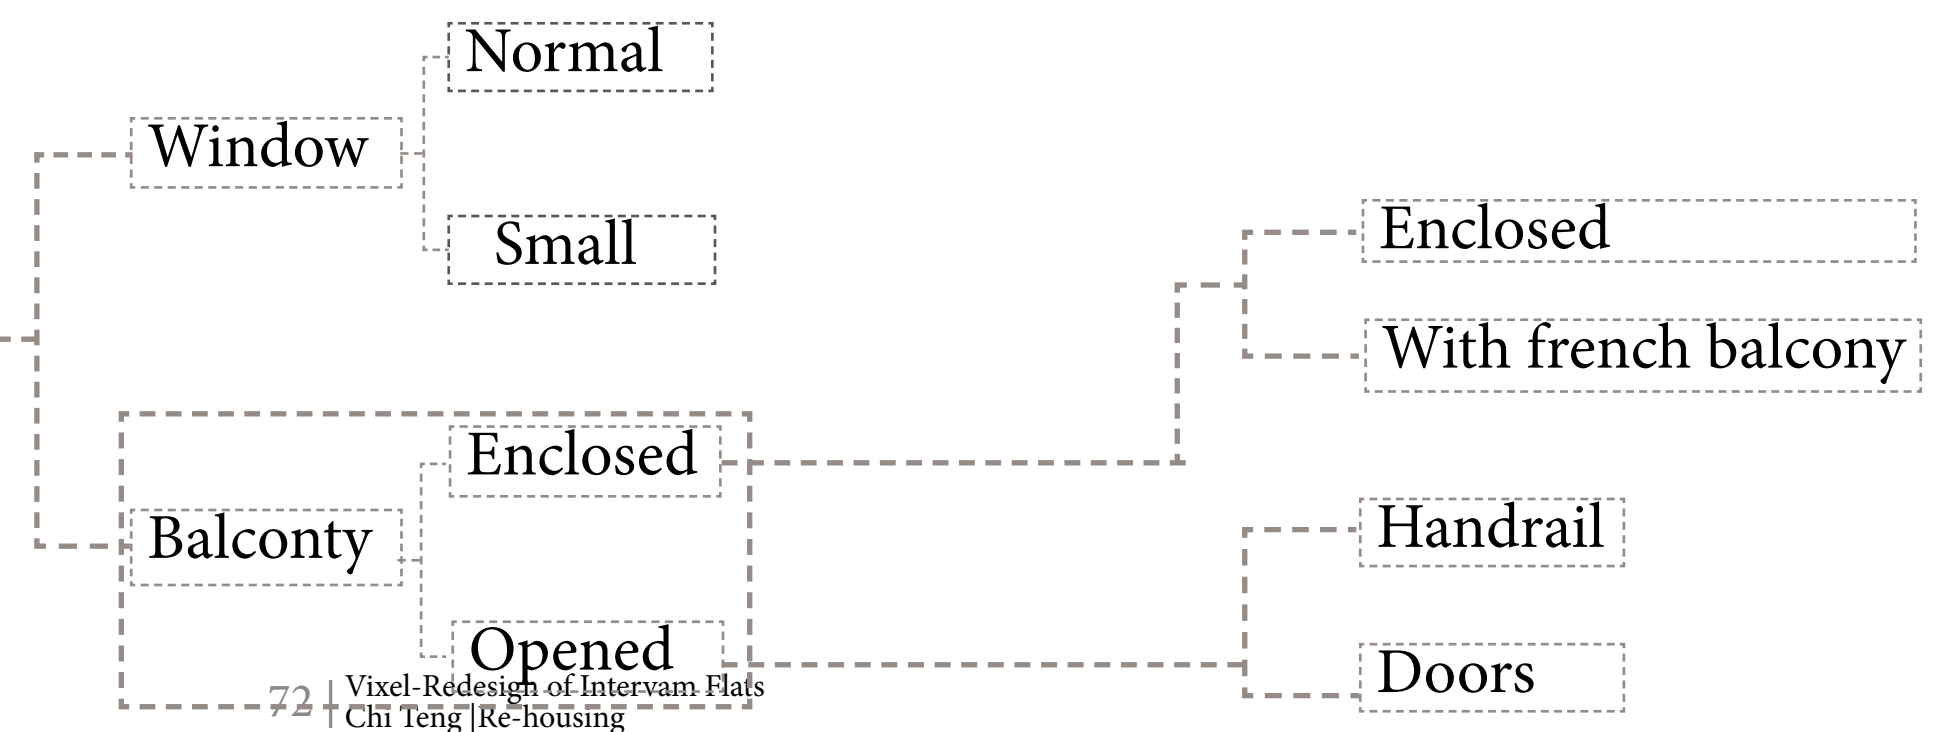 Normal
Window
Small
Enclosed
With french balcony
Enclosed
Balconty
Handrail
Opened
Doors
72 | Vixel-Redesign of Intervam Flats
Chi Teng |Re-housing